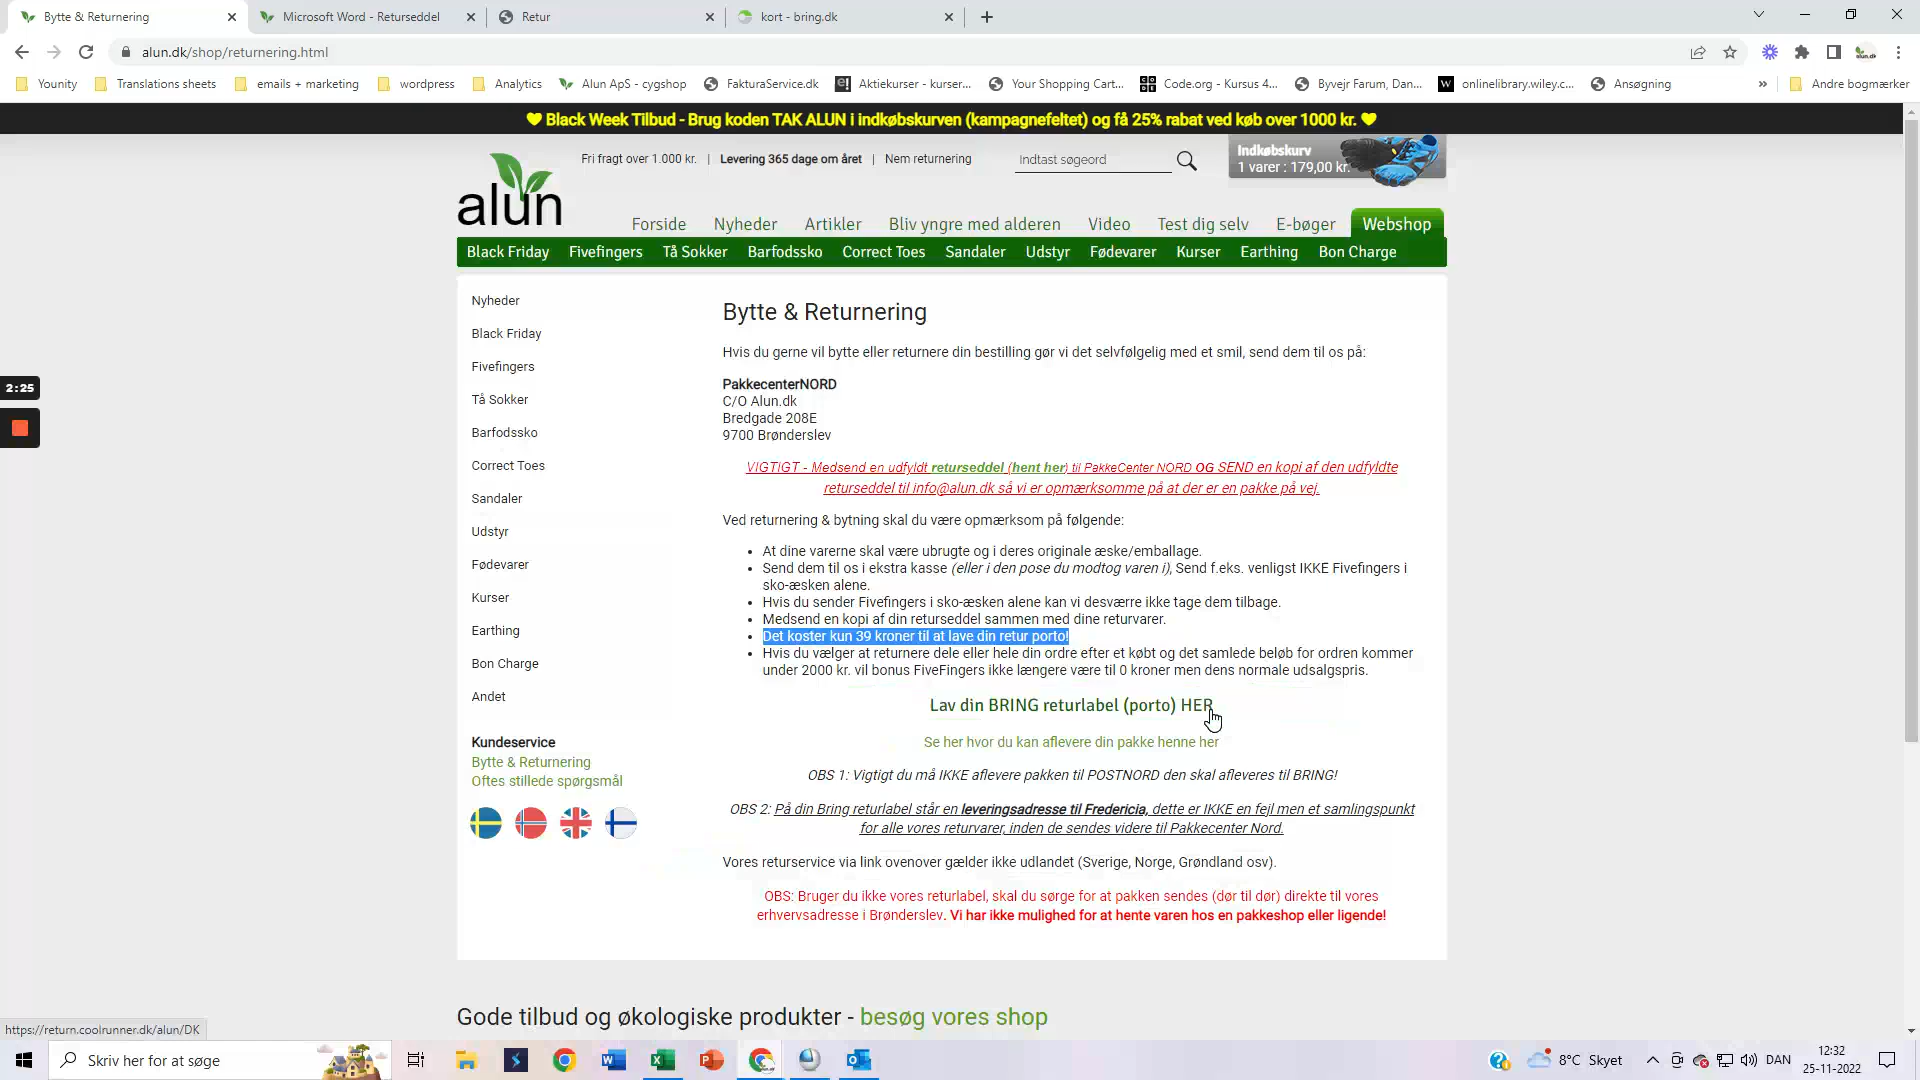 Bytte & Returnering
Microsoft Word - Returseddel
Retur
kort - bring.dk
alun.dk/shop/returnering.html
Younity
Translations sheets
emails + marketing
wordpress
Analytics
Alun ApS - cygshop
FakturaService.dk
Aktiekurser - kurser...
Your Shopping Cart...
Code.org - Kursus 4...
Byvejr Farum, Dan...
onlinelibrary.wiley.c...
Ansøgning
»
Andre bogmærker
Black Week Tilbud - Brug koden TAK ALUN i indkøbskurven (kampagnefeltet) og få 25% rabat ved køb over 1000 kr.
alun
Fri fragt over 1.000 kr. | Levering 365 dage om året | Nem returnering
Indtast søgeord
Indkøbskurv
1 varer : 179,00 kr.
Forside Nyheder Artikler Bliv yngre med alderen Video Test dig selv E-bøger Webshop
Black Friday Fivefingers Tå Sokker Barfodssko Correct Toes Sandaler Udstyr Fødevarer Kurser Earthing Bon Charge
Nyheder
Black Friday
Fivefingers
Tå Sokker
Barfodssko
Correct Toes
Sandaler
Udstyr
Fødevarer
Kurser
Earthing
Bon Charge
Andet
Kundeservice
Bytte & Returnering
Oftes stillede spørgsmål
2:25
Bytte & Returnering
Hvis du gerne vil bytte eller returnere din bestilling gør vi det selvfølgelig med et smil, send dem til os på:
PakkecenterNORD
C/O Alun.dk
Bredgade 208E
9700 Brønderslev
VIGTIGT - Medsend en udfyldt returseddel (hent her) til PakkeCenter NORD OG SEND en kopi af den udfyldte
returseddel til info@alun.dk så vi er opmærksomme på at der er en pakke på vej.
Ved returnering & bytning skal du være opmærksom på følgende:
• At dine varerne skal være ubrugte og i deres originale æske/emballage.
• Send dem til os i ekstra kasse (eller i den pose du modtog varen i), Send f.eks. venligst IKKE Fivefingers i
sko-æsken alene.
• Hvis du sender Fivefingers i sko-æsken alene kan vi desværre ikke tage dem tilbage.
• Medsend en kopi af din returseddel sammen med dine returvarer.
• Det koster kun 39 kroner til at lave din retur porto!
• Hvis du vælger at returnere dele eller hele din ordre efter et købt og det samlede beløb for ordren kommer
under 2000 kr. vil bonus FiveFingers ikke længere være til 0 kroner men dens normale udsalgspris.
Lav din BRING returlabel (porto) HER
Se her hvor du kan aflevere din pakke henne her
OBS 1: Vigtigt du må IKKE aflevere pakken til POSTNORD den skal afleveres til BRING!
OBS 2: På din Bring returlabel står en leveringsadresse til Fredericia, dette er IKKE en fejl men et samlingspunkt
for alle vores returvarer, inden de sendes videre til Pakkecenter Nord.
Vores returservice via link ovenover gælder ikke udlandet (Sverige, Norge, Grøndland osv).
OBS: Bruger du ikke vores returlabel, skal du sørge for at pakken sendes (dør til dør) direkte til vores
erhvervsadresse i Brønderslev. Vi har ikke mulighed for at hente varen hos en pakkeshop eller ligende!
Gode tilbud og økologiske produkter - besøg vores shop
https://return.coolrunner.dk/alun/DK
Skriv her for at søge
8°C Skyet
DAN
12:32
25-11-2022